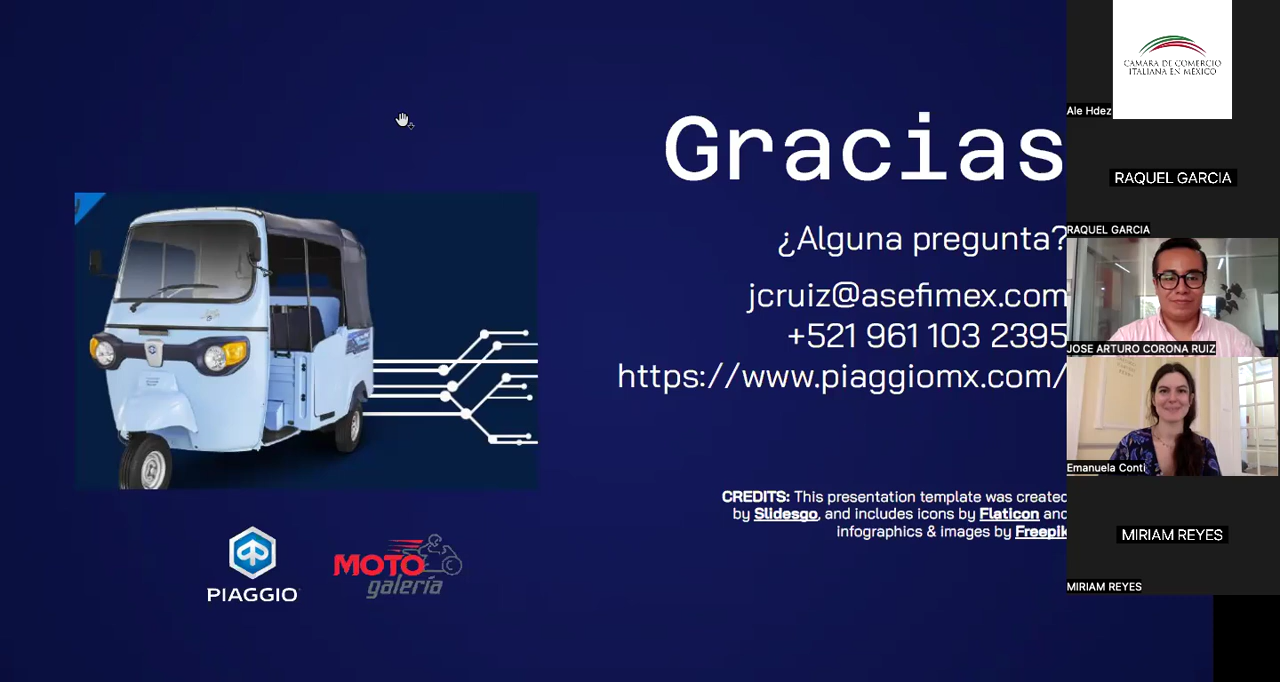 Gracias
¿Alguna pregunta?
jcruiz@asefimex.com
+521 961 103 2395
https://www.piaggiomx.com/
CREDITS: This presentation template was created
by Slidesgo, and includes icons by Flaticon and
infographics & images by Freepik
PIAGGIO
MOTO
galería
CAMARA DE COMERCIO
ITALIANA EN MÉXICO
Ale Hdez
RAQUEL GARCIA
RAQUEL GARCIA
JOSE ARTURO CORONA RUIZ
Emanuela Conti
MIRIAM REYES
MIRIAM REYES